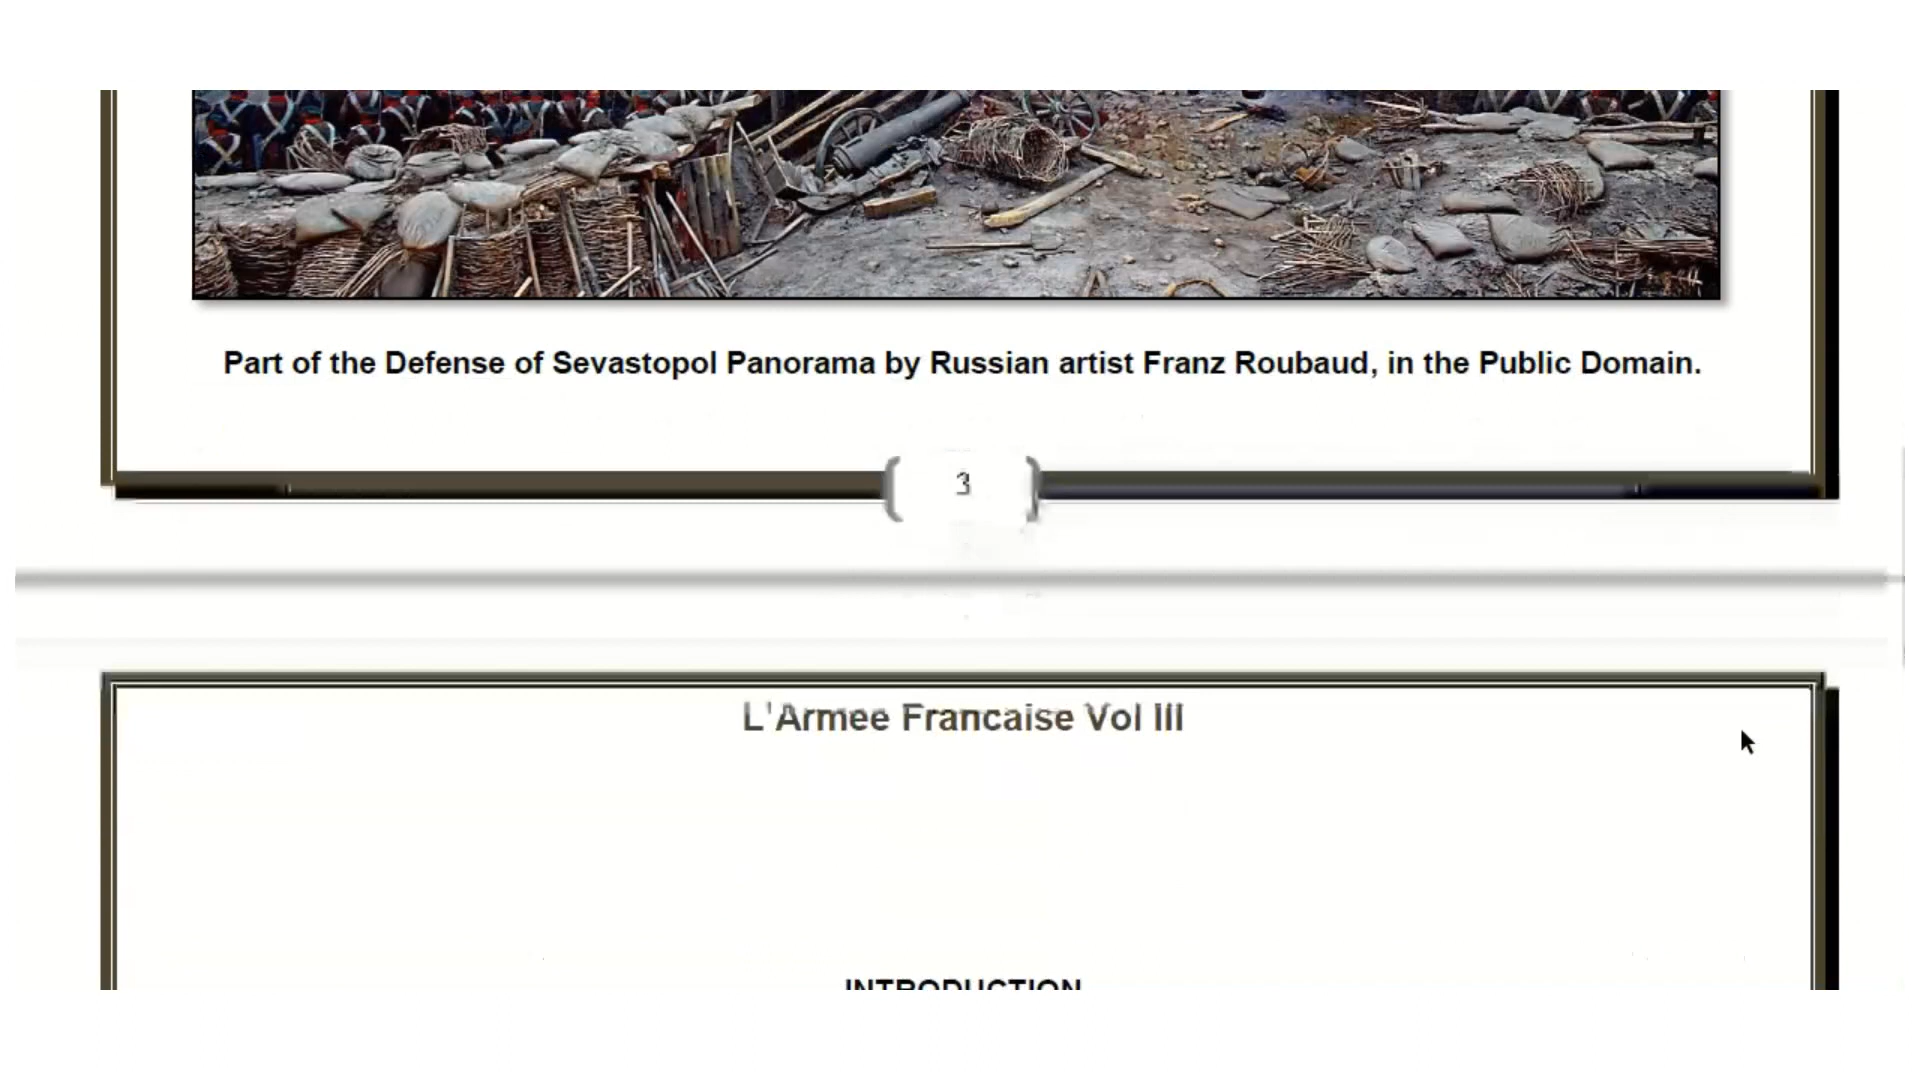 Part of the Defense of Sevastopol Panorama by Russian artist Franz Roubaud, in the Public Domain.
3
L'Armee Francaise Vol III
INTRODUCTION